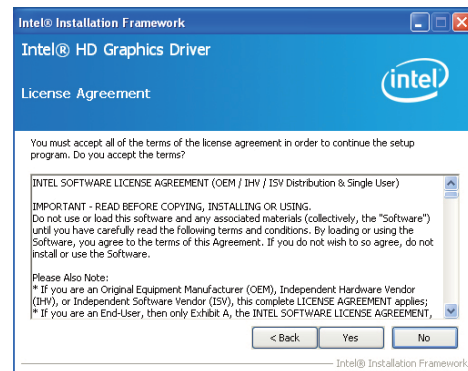 Intel® Installation Framework
Intel® HD Graphics Driver
License Agreement
intel
You must accept all of the terms of the license agreement in order to continue the setup
program. Do you accept the terms?
INTEL SOFTWARE LICENSE AGREEMENT (OEM / IHV / ISV Distribution & Single User)
IMPORTANT - READ BEFORE COPYING, INSTALLING OR USING.
Do not use or load this software and any associated materials (collectively, the "Software")
until you have carefully read the following terms and conditions. By loading or using the
Software, you agree to the terms of this Agreement. If you do not wish to so agree, do not
install or use the Software.
Please Also Note:
* If you are an Original Equipment Manufacturer (OEM), Independent Hardware Vendor
(IHV), or Independent Software Vendor (ISV), this complete LICENSE AGREEMENT applies;
* If you are an End-User, then only Exhibit A, the INTEL SOFTWARE LICENSE AGREEMENT,
< Back
Yes
No
Intel® Installation Framework